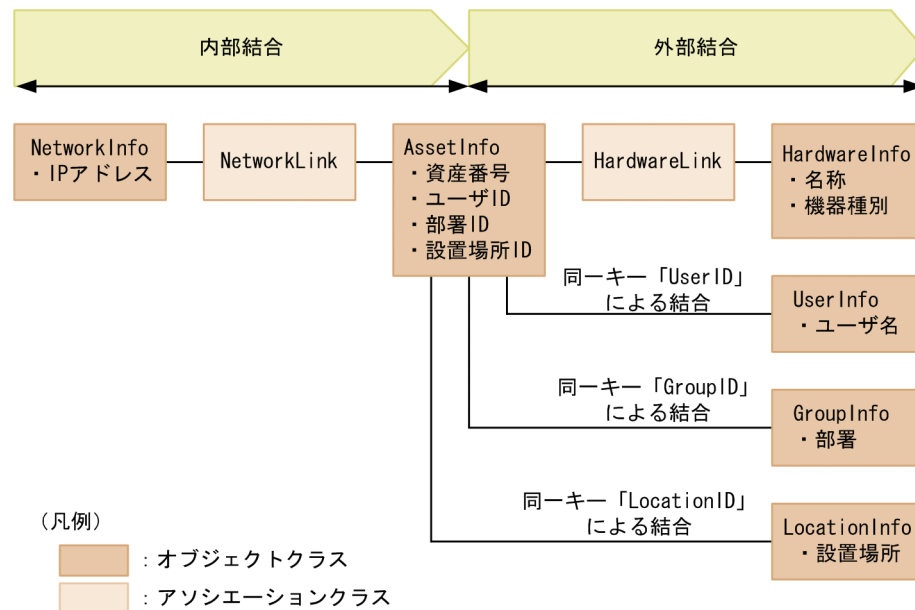 内部結合
外部結合
NetworkInfo
・IPアドレス
NetworkLink
AssetInfo
・資産番号
・ユーザID
・部署ID
・設置場所ID
HardwareLink
HardwareInfo
・名称
・機器種別
同一キー「UserID」
による結合
UserInfo
・ユーザ名
同一キー「GroupID」
による結合
GroupInfo
・部署
同一キー「LocationID」
による結合
LocationInfo
・設置場所
（凡例）
：オブジェクトクラス
：アソシエーションクラス